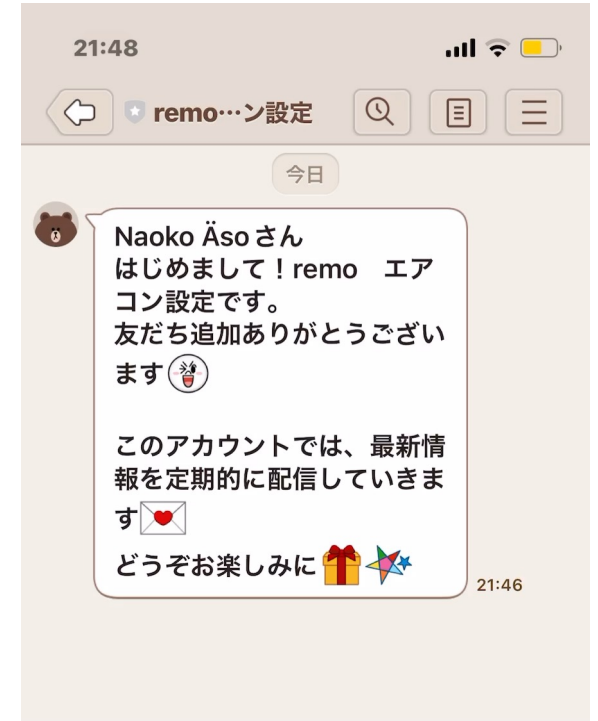 21:48
remo…ン設定
今日
Naoko Äsoさん
はじめまして！remo　エア
コン設定です。
友だち追加ありがとうござい
ます
このアカウントでは、最新情
報を定期的に配信していきま
す
どうぞお楽しみに
21:46